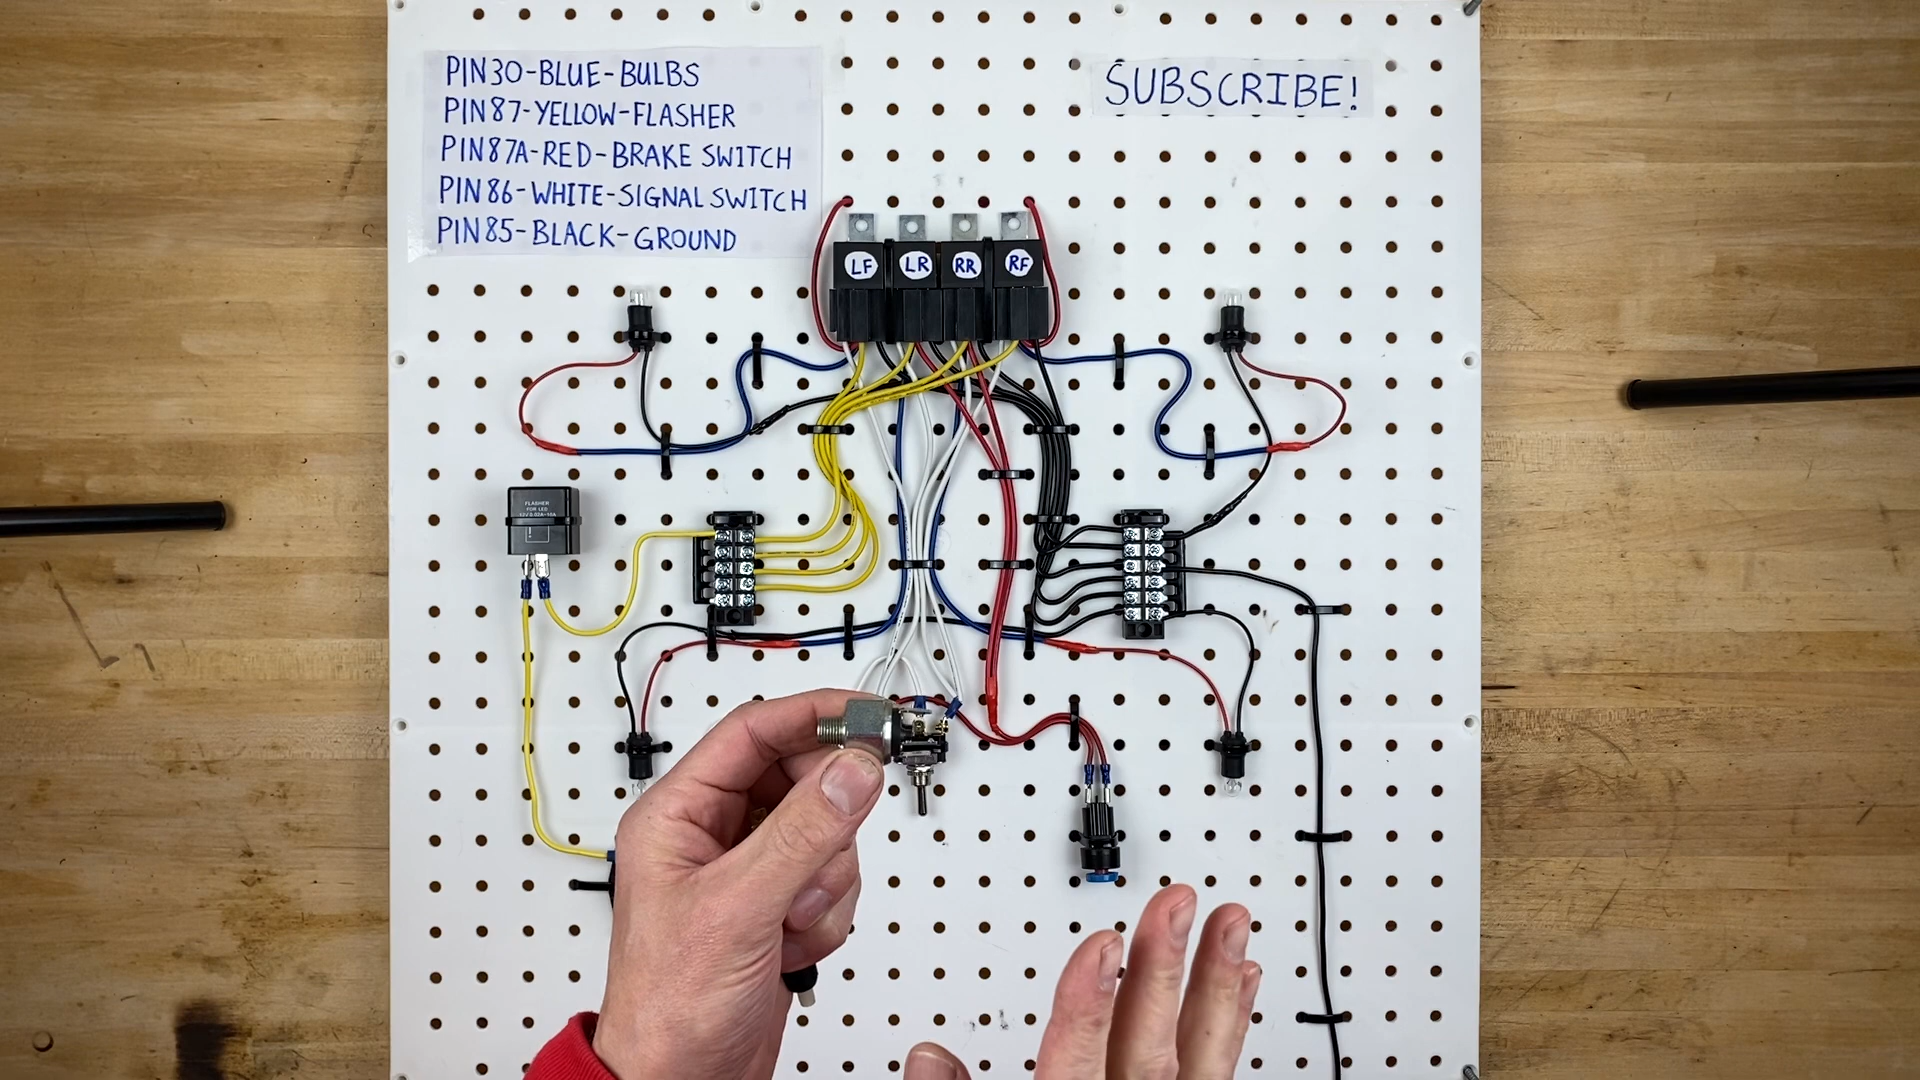 PIN30-BLUE-BULBS
PIN87-YELLOW-FLASHER
PIN87A-RED-BRAKE SWITCH
PIN86-WHITE-SIGNAL SWITCH
PIN85-BLACK-GROUND
SUBSCRIBE!
LF
LR
RR
RF
FLASHER
FOR LED